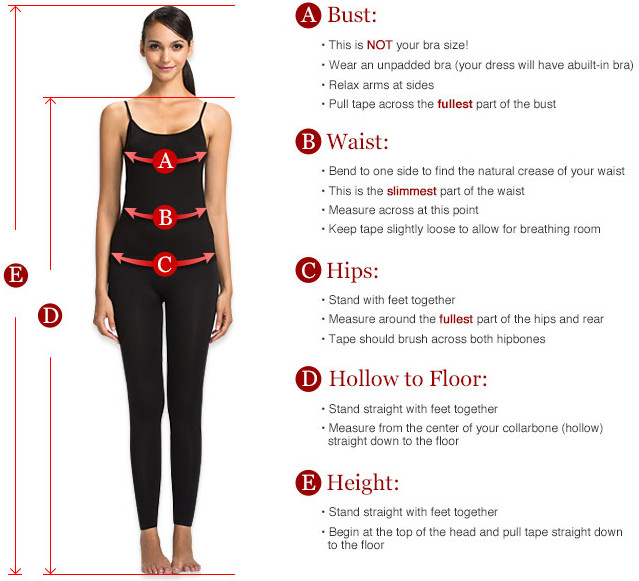 A Bust:
• This is NOT your bra size!
• Wear an unpadded bra (your dress will have abuilt-in bra)
• Relax arms at sides
• Pull tape across the fullest part of the bust
B Waist:
• Bend to one side to find the natural crease of your waist
• This is the slimmest part of the waist
• Measure across at this point
• Keep tape slightly loose to allow for breathing room
C Hips:
• Stand with feet together
• Measure around the fullest part of the hips and rear
• Tape should brush across both hipbones
D Hollow to Floor:
• Stand straight with feet together
• Measure from the center of your collarbone (hollow)
straight down to the floor
E Height:
• Stand straight with feet together
• Begin at the top of the head and pull tape straight down
to the floor
A
B
C
E
D